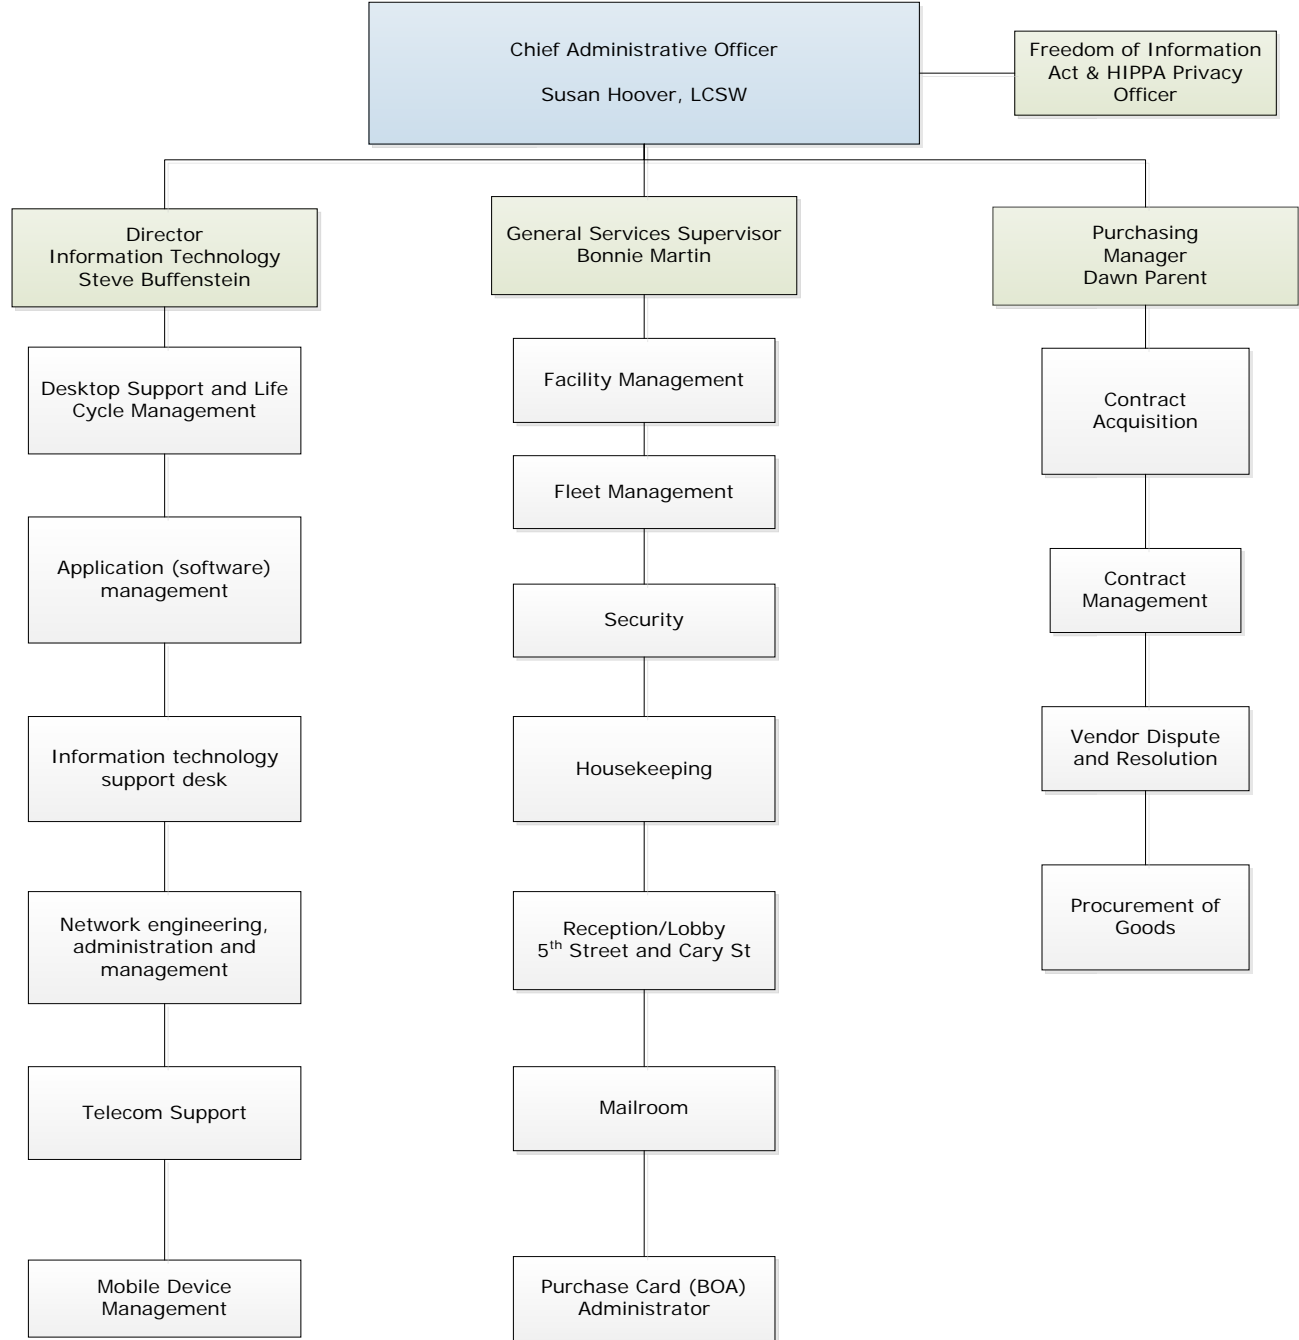 Chief Administrative Officer
Susan Hoover, LCSW
Freedom of Information
Act & HIPPA Privacy
Officer
Director
Information Technology
Steve Buffenstein
General Services Supervisor
Bonnie Martin
Purchasing
Manager
Dawn Parent
Desktop Support and Life
Cycle Management
Application (software)
management
Information technology
support desk
Network engineering,
administration and
management
Telecom Support
Mobile Device
Management
Facility Management
Fleet Management
Security
Housekeeping
Reception/Lobby
5th Street and Cary St
Mailroom
Purchase Card (BOA)
Administrator
Contract
Acquisition
Contract
Management
Vendor Dispute
and Resolution
Procurement of
Goods